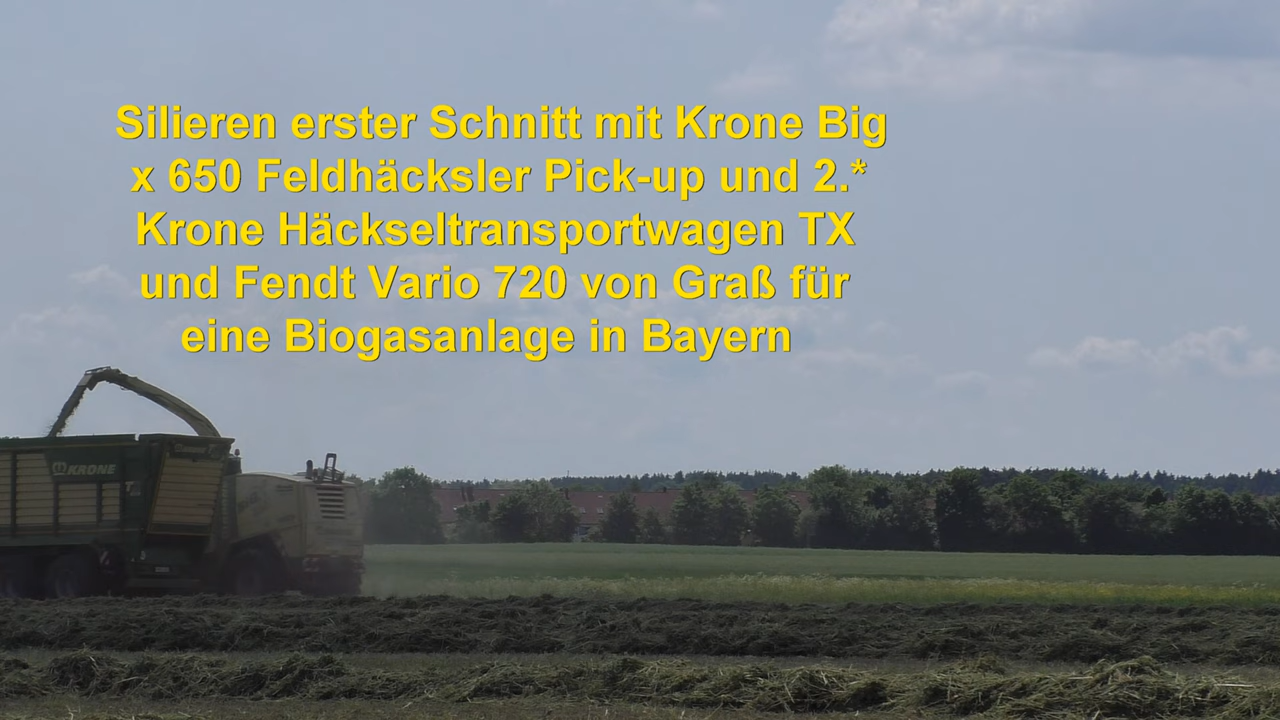 Silieren erster Schnitt mit Krone Big
x 650 Feldhäcksler Pick-up und 2.*
Krone Häckseltransportwagen TX
und Fendt Vario 720 von Graß für
eine Biogasanlage in Bayern
KRONE